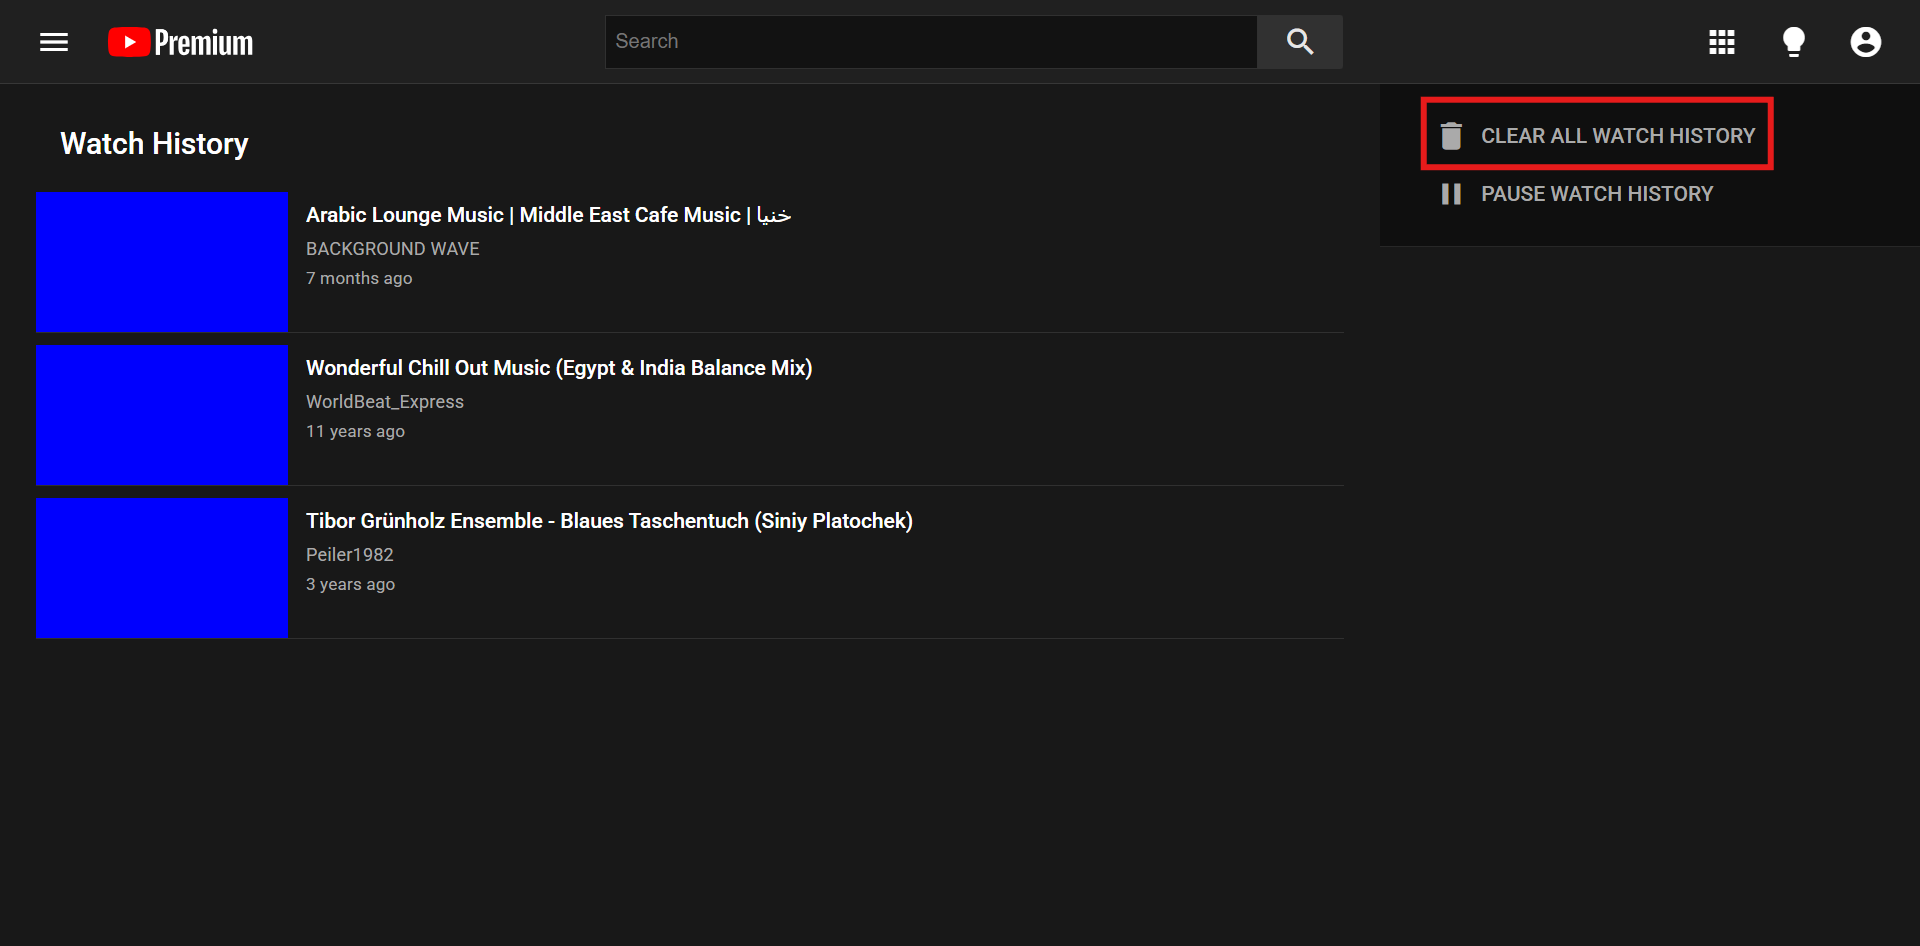 Premium
Search
Watch History
CLEAR ALL WATCH HISTORY
PAUSE WATCH HISTORY
Arabic Lounge Music | Middle East Cafe Music | خنيا
BACKGROUND WAVE
7 months ago
Wonderful Chill Out Music (Egypt & India Balance Mix)
WorldBeat_Express
11 years ago
Tibor Grünholz Ensemble - Blaues Taschentuch (Siniy Platochek)
Peiler1982
3 years ago